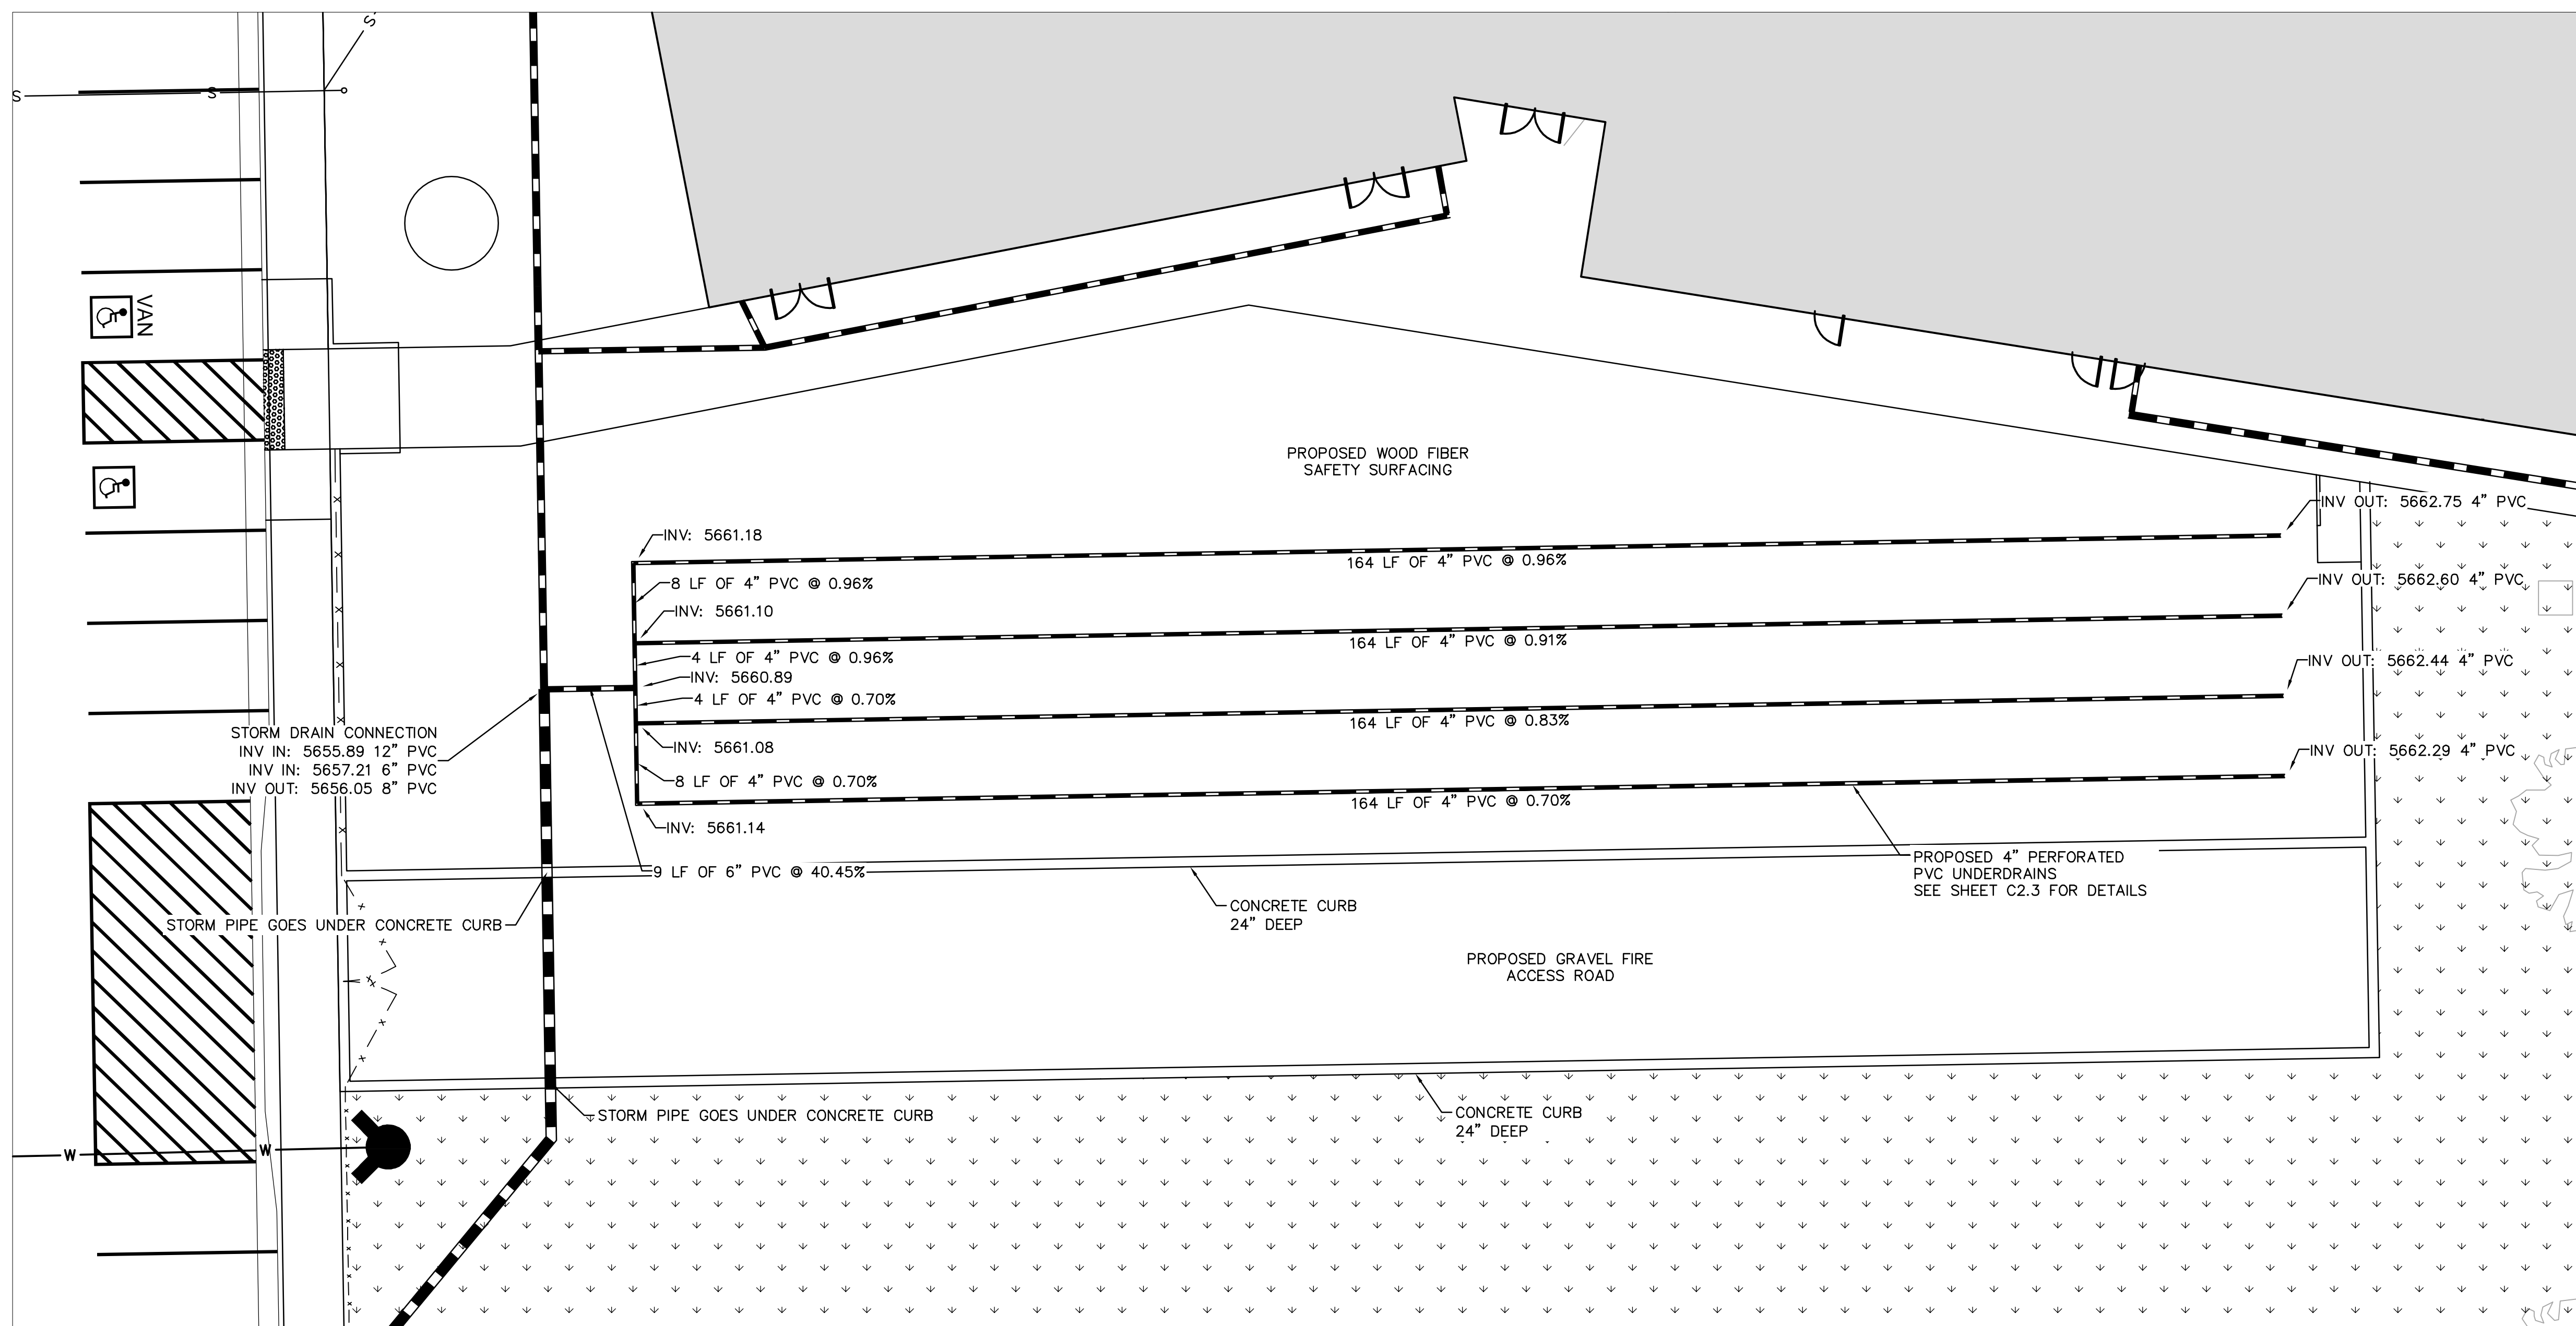 S
S
S
VAN
PROPOSED WOOD FIBER
SAFETY SURFACING
INV OUT: 5662.75 4" PVC
INV: 5661.18
164 LF OF 4" PVC @ 0.96%
8 LF OF 4" PVC @ 0.96%
INV OUT: 5662.60 4" PVC
INV: 5661.10
164 LF OF 4" PVC @ 0.91%
4 LF OF 4" PVC @ 0.96%
INV OUT: 5662.44 4" PVC
INV: 5660.89
4 LF OF 4" PVC @ 0.70%
164 LF OF 4" PVC @ 0.83%
STORM DRAIN CONNECTION
INV IN: 5655.89 12" PVC
INV IN: 5657.21 6" PVC
INV OUT: 5656.05 8" PVC
INV: 5661.08
INV OUT: 5662.29 4" PVC
8 LF OF 4" PVC @ 0.70%
164 LF OF 4" PVC @ 0.70%
INV: 5661.14
9 LF OF 6" PVC @ 40.45%
PROPOSED 4" PERFORATED
PVC UNDERDRAINS
SEE SHEET C2.3 FOR DETAILS
CONCRETE CURB
24" DEEP
STORM PIPE GOES UNDER CONCRETE CURB
PROPOSED GRAVEL FIRE
ACCESS ROAD
STORM PIPE GOES UNDER CONCRETE CURB
CONCRETE CURB
24" DEEP
W
W